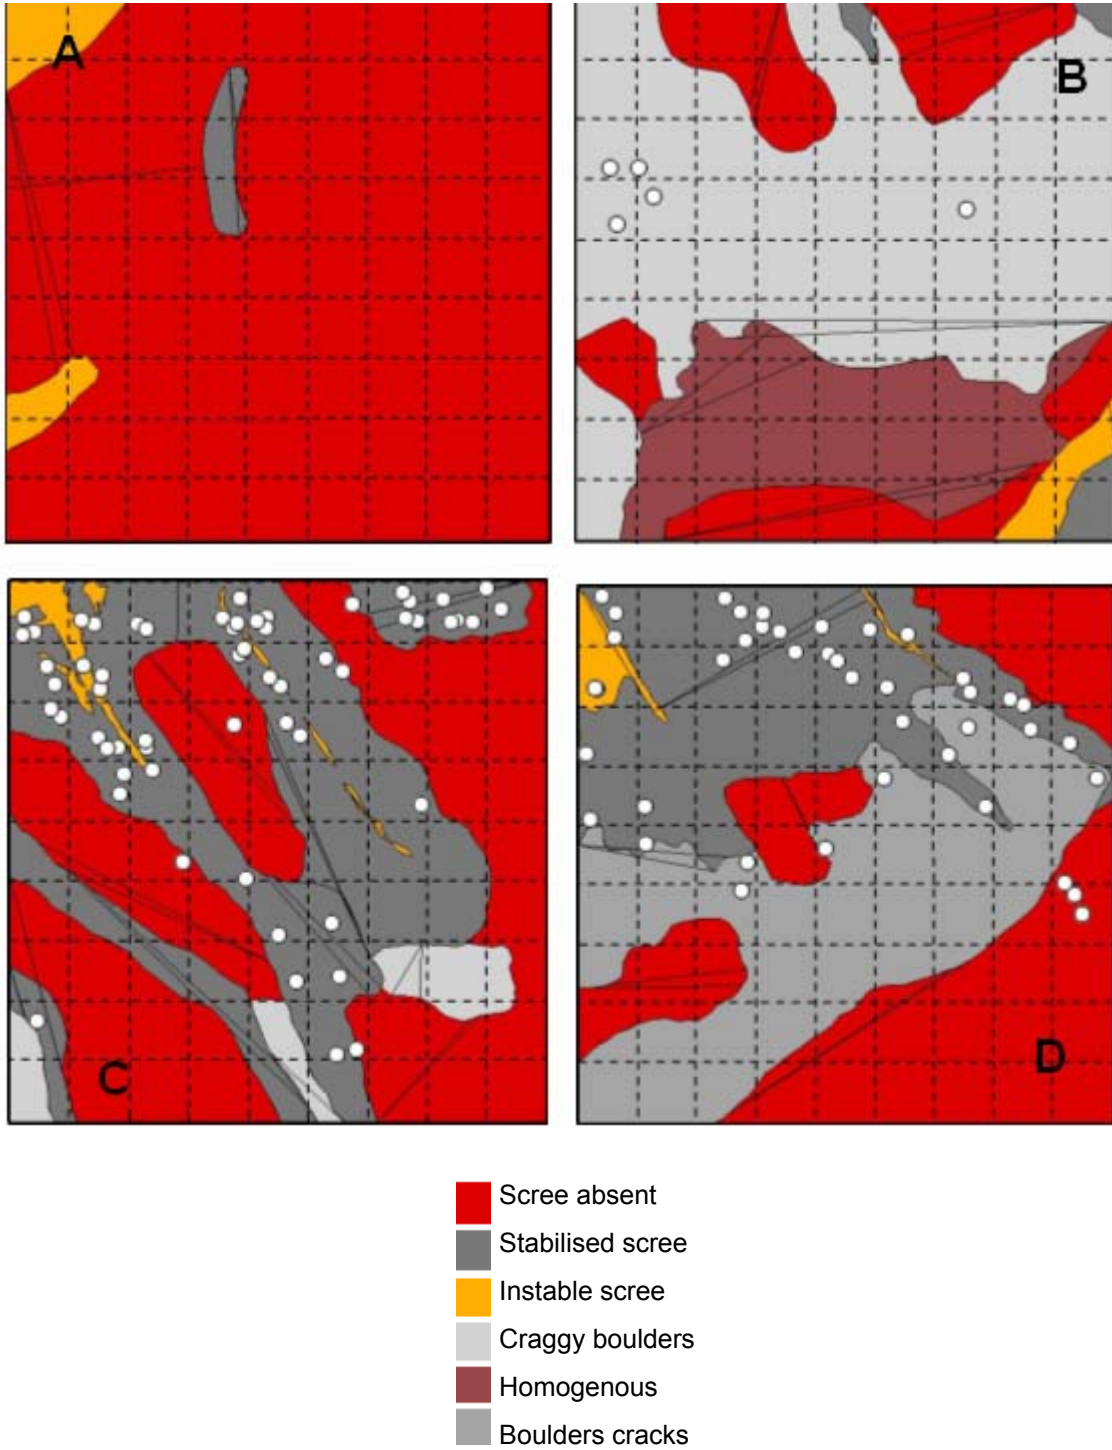 A
B
C
D
Scree absent
Stabilised scree
Instable scree
Craggy boulders
Homogenous
Boulders cracks